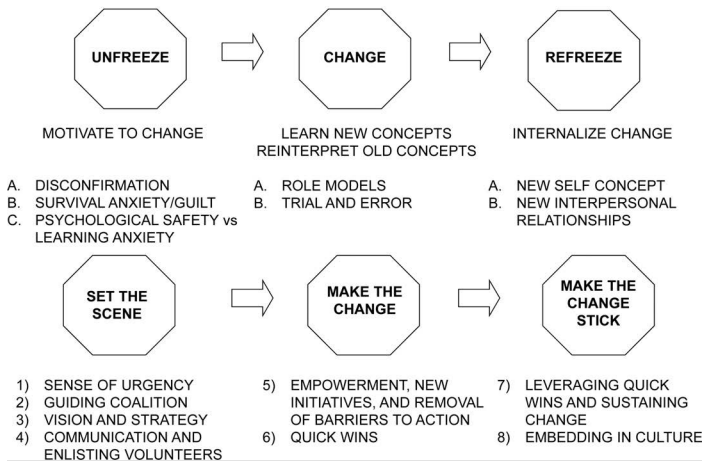 UNFREEZE
CHANGE
REFREEZE
MOTIVATE TO CHANGE
LEARN NEW CONCEPTS
REINTERPRET OLD CONCEPTS
INTERNALIZE CHANGE
A. DISCONFIRMATION
B. SURVIVAL ANXIETY/GUILT
C. PSYCHOLOGICAL SAFETY vs
LEARNING ANXIETY
A. ROLE MODELS
B. TRIAL AND ERROR
A. NEW SELF CONCEPT
B. NEW INTERPERSONAL
RELATIONSHIPS
SET THE
SCENE
MAKE THE
CHANGE
MAKE THE
CHANGE
STICK
1) SENSE OF URGENCY
2) GUIDING COALITION
3) VISION AND STRATEGY
4) COMMUNICATION AND
ENLISTING VOLUNTEERS
5) EMPOWERMENT, NEW
INITIATIVES, AND REMOVAL
OF BARRIERS TO ACTION
6) QUICK WINS
7) LEVERAGING QUICK
WINS AND SUSTAINING
CHANGE
8) EMBEDDING IN CULTURE